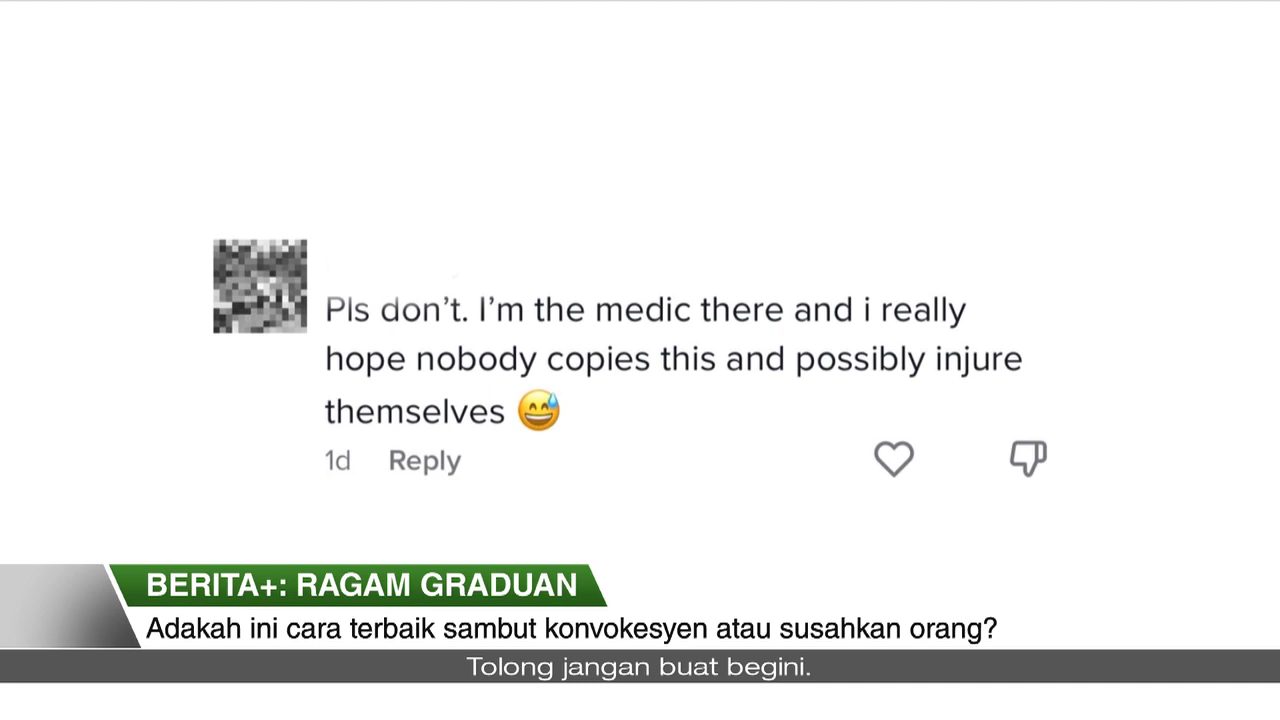 Pls don’t. I’m the medic there and i really
hope nobody copies this and possibly injure
themselves 😅
1d Reply
BERITA+: RAGAM GRADUAN
Adakah ini cara terbaik sambut konvokesyen atau susahkan orang?
Tolong jangan buat begini.